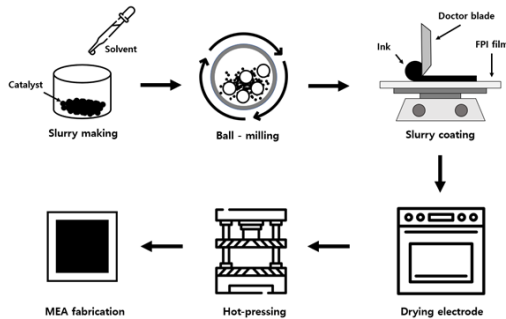 Solvent
Catalyst
Slurry making
Ball - milling
Doctor blade
Ink
FPI film
Slurry coating
MEA fabrication
Hot-pressing
Drying electrode